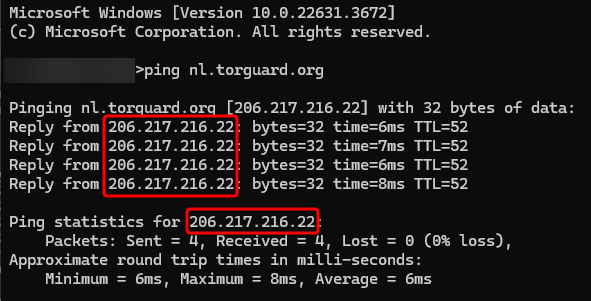 Microsoft Windows [Version 10.0.22631.3672]
(c) Microsoft Corporation. All rights reserved.
>ping nl.torguard.org
Pinging nl.torguard.org [206.217.216.22] with 32 bytes of data:
Reply from 206.217.216.22: bytes=32 time=6ms TTL=52
Reply from 206.217.216.22: bytes=32 time=7ms TTL=52
Reply from 206.217.216.22: bytes=32 time=6ms TTL=52
Reply from 206.217.216.22: bytes=32 time=8ms TTL=52
Ping statistics for 206.217.216.22:
Packets: Sent = 4, Received = 4, Lost = 0 (0% loss),
Approximate round trip times in milli-seconds:
Minimum = 6ms, Maximum = 8ms, Average = 6ms